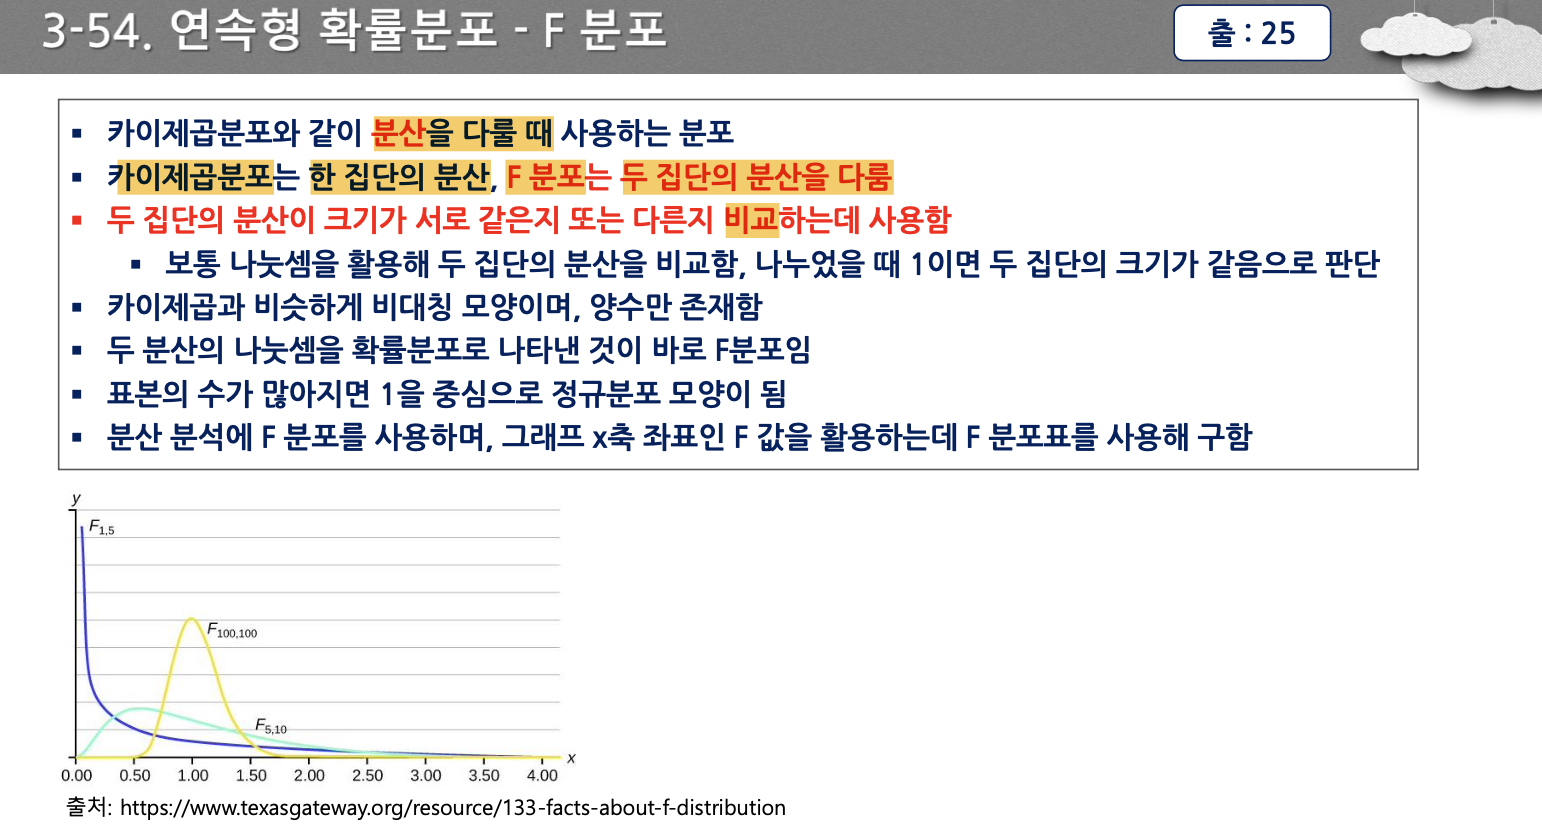 3-54. 연속형 확률분포 - F 분포
출 : 25
▪ 카이제곱분포와 같이 분산을 다룰 때 사용하는 분포
▪ 카이제곱분포는 한 집단의 분산, F 분포는 두 집단의 분산을 다룸
▪ 두 집단의 분산이 크기가 서로 같은지 또는 다른지 비교하는데 사용함
▪ 보통 나눗셈을 활용해 두 집단의 분산을 비교함, 나누었을 때 1이면 두 집단의 크기가 같음으로 판단
▪ 카이제곱과 비슷하게 비대칭 모양이며, 양수만 존재함
▪ 두 분산의 나눗셈을 확률분포로 나타낸 것이 바로 F분포임
▪ 표본의 수가 많아지면 1을 중심으로 정규분포 모양이 됨
▪ 분산 분석에 F 분포를 사용하며, 그래프 x축 좌표인 F 값을 활용하는데 F 분포표를 사용해 구함
y
F1,5
F100,100
F5,10
x
0.00 0.50 1.00 1.50 2.00 2.50 3.00 3.50 4.00
출처: https://www.texasgateway.org/resource/133-facts-about-f-distribution